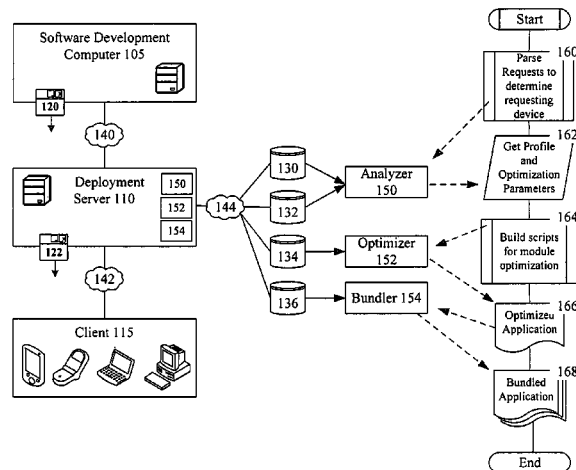 Software Development
Computer 105
120
140
Deployment
Server 110
150
152
154
122
142
Client 115
144
130
132
134
136
Analyzer
150
Optimizer
152
Bundler 154
Start
160
Parse
Requests to
determine
requesting
device
162
Get Profile
and
Optimization
Parameters
164
Build scripts
for module
optimization
166
Optimized
Application
168
Bundled
Application
End